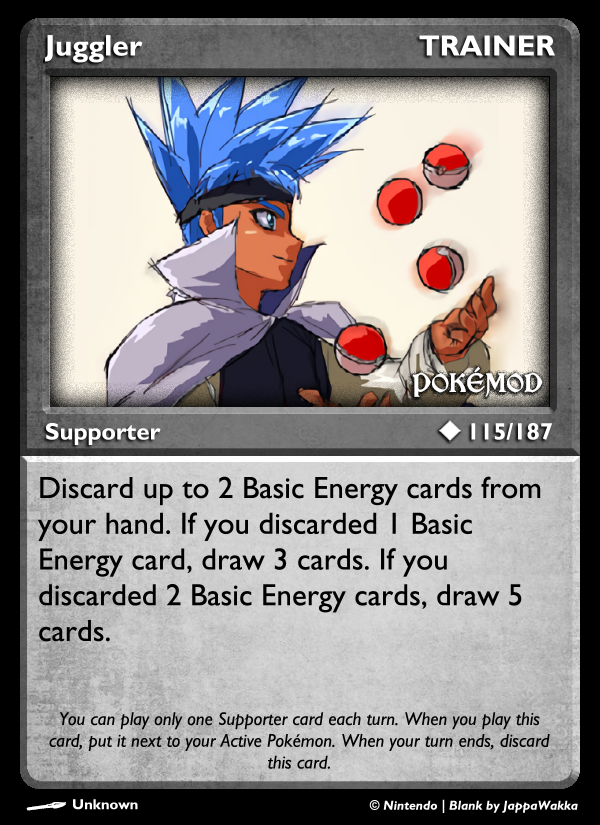 Juggler TRAINER
POKÉMOD
Supporter ◆ 115/187
Discard up to 2 Basic Energy cards from
your hand. If you discarded 1 Basic
Energy card, draw 3 cards. If you
discarded 2 Basic Energy cards, draw 5
cards.
You can play only one Supporter card each turn. When you play this
card, put it next to your Active Pokémon. When your turn ends, discard
this card.
Unknown © Nintendo | Blank by JappaWakka